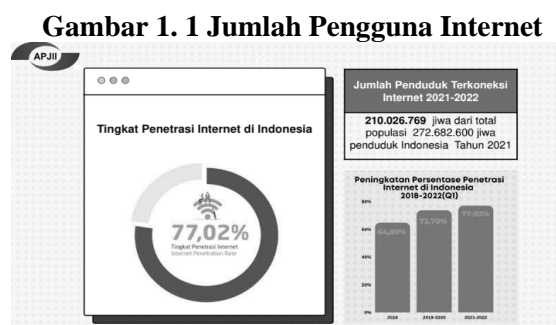 Gambar 1. 1 Jumlah Pengguna Internet
APJII
Tingkat Penetrasi Internet di Indonesia
77,02%
Tingkat Penetrasi Internet
Internet Penetration Rate
Jumlah Penduduk Terkoneksi
Internet 2021-2022
210.026.769 jiwa dari total
populasi 272.682.600 jiwa
penduduk Indonesia Tahun 2021
Peningkatan Persentase Penetrasi
Internet di Indonesia
2018-2022(Q1)
80%
60%
40%
20%
0%
64,80%
73,70%
77,02%
2018
2019-2020
2021-2022